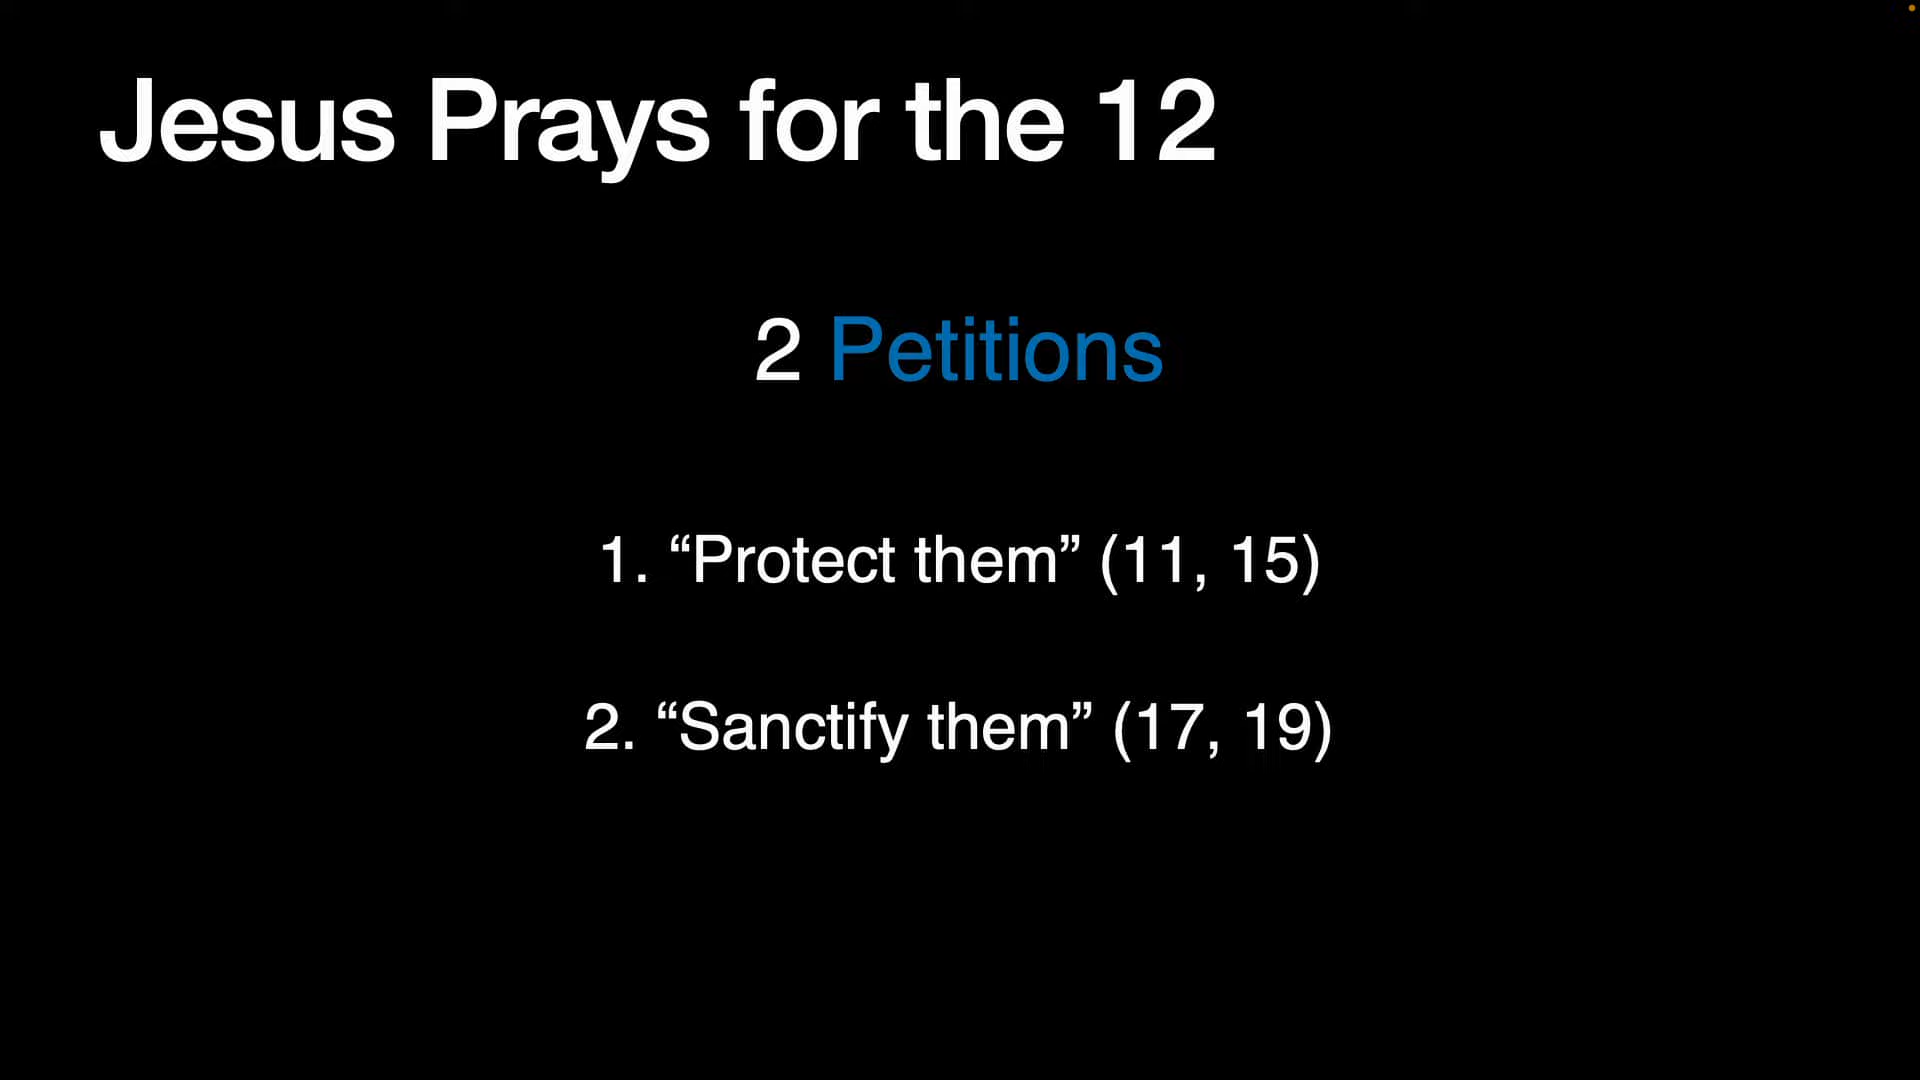 Jesus Prays for the 12
2 Petitions
1. “Protect them” (11, 15)
2. “Sanctify them” (17, 19)